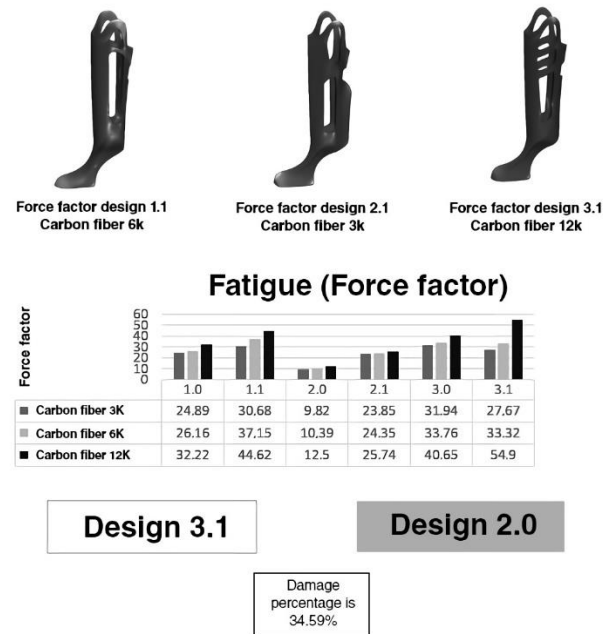 Force factor design 1.1
Carbon fiber 6k
Force factor design 2.1
Carbon fiber 3k
Force factor design 3.1
Carbon fiber 12k
Fatigue (Force factor)
Force factor
60
50
40
30
20
10
0
1.0 1.1 2.0 2.1 3.0 3.1
Carbon fiber 3K 24.89 30.68 9.82 23.85 31.94 27.67
Carbon fiber 6K 26.16 37.15 10.39 24.35 33.76 33.32
Carbon fiber 12K 32.22 44.62 12.5 25.74 40.65 54.9
Design 3.1
Design 2.0
Damage
percentage is
34.59%